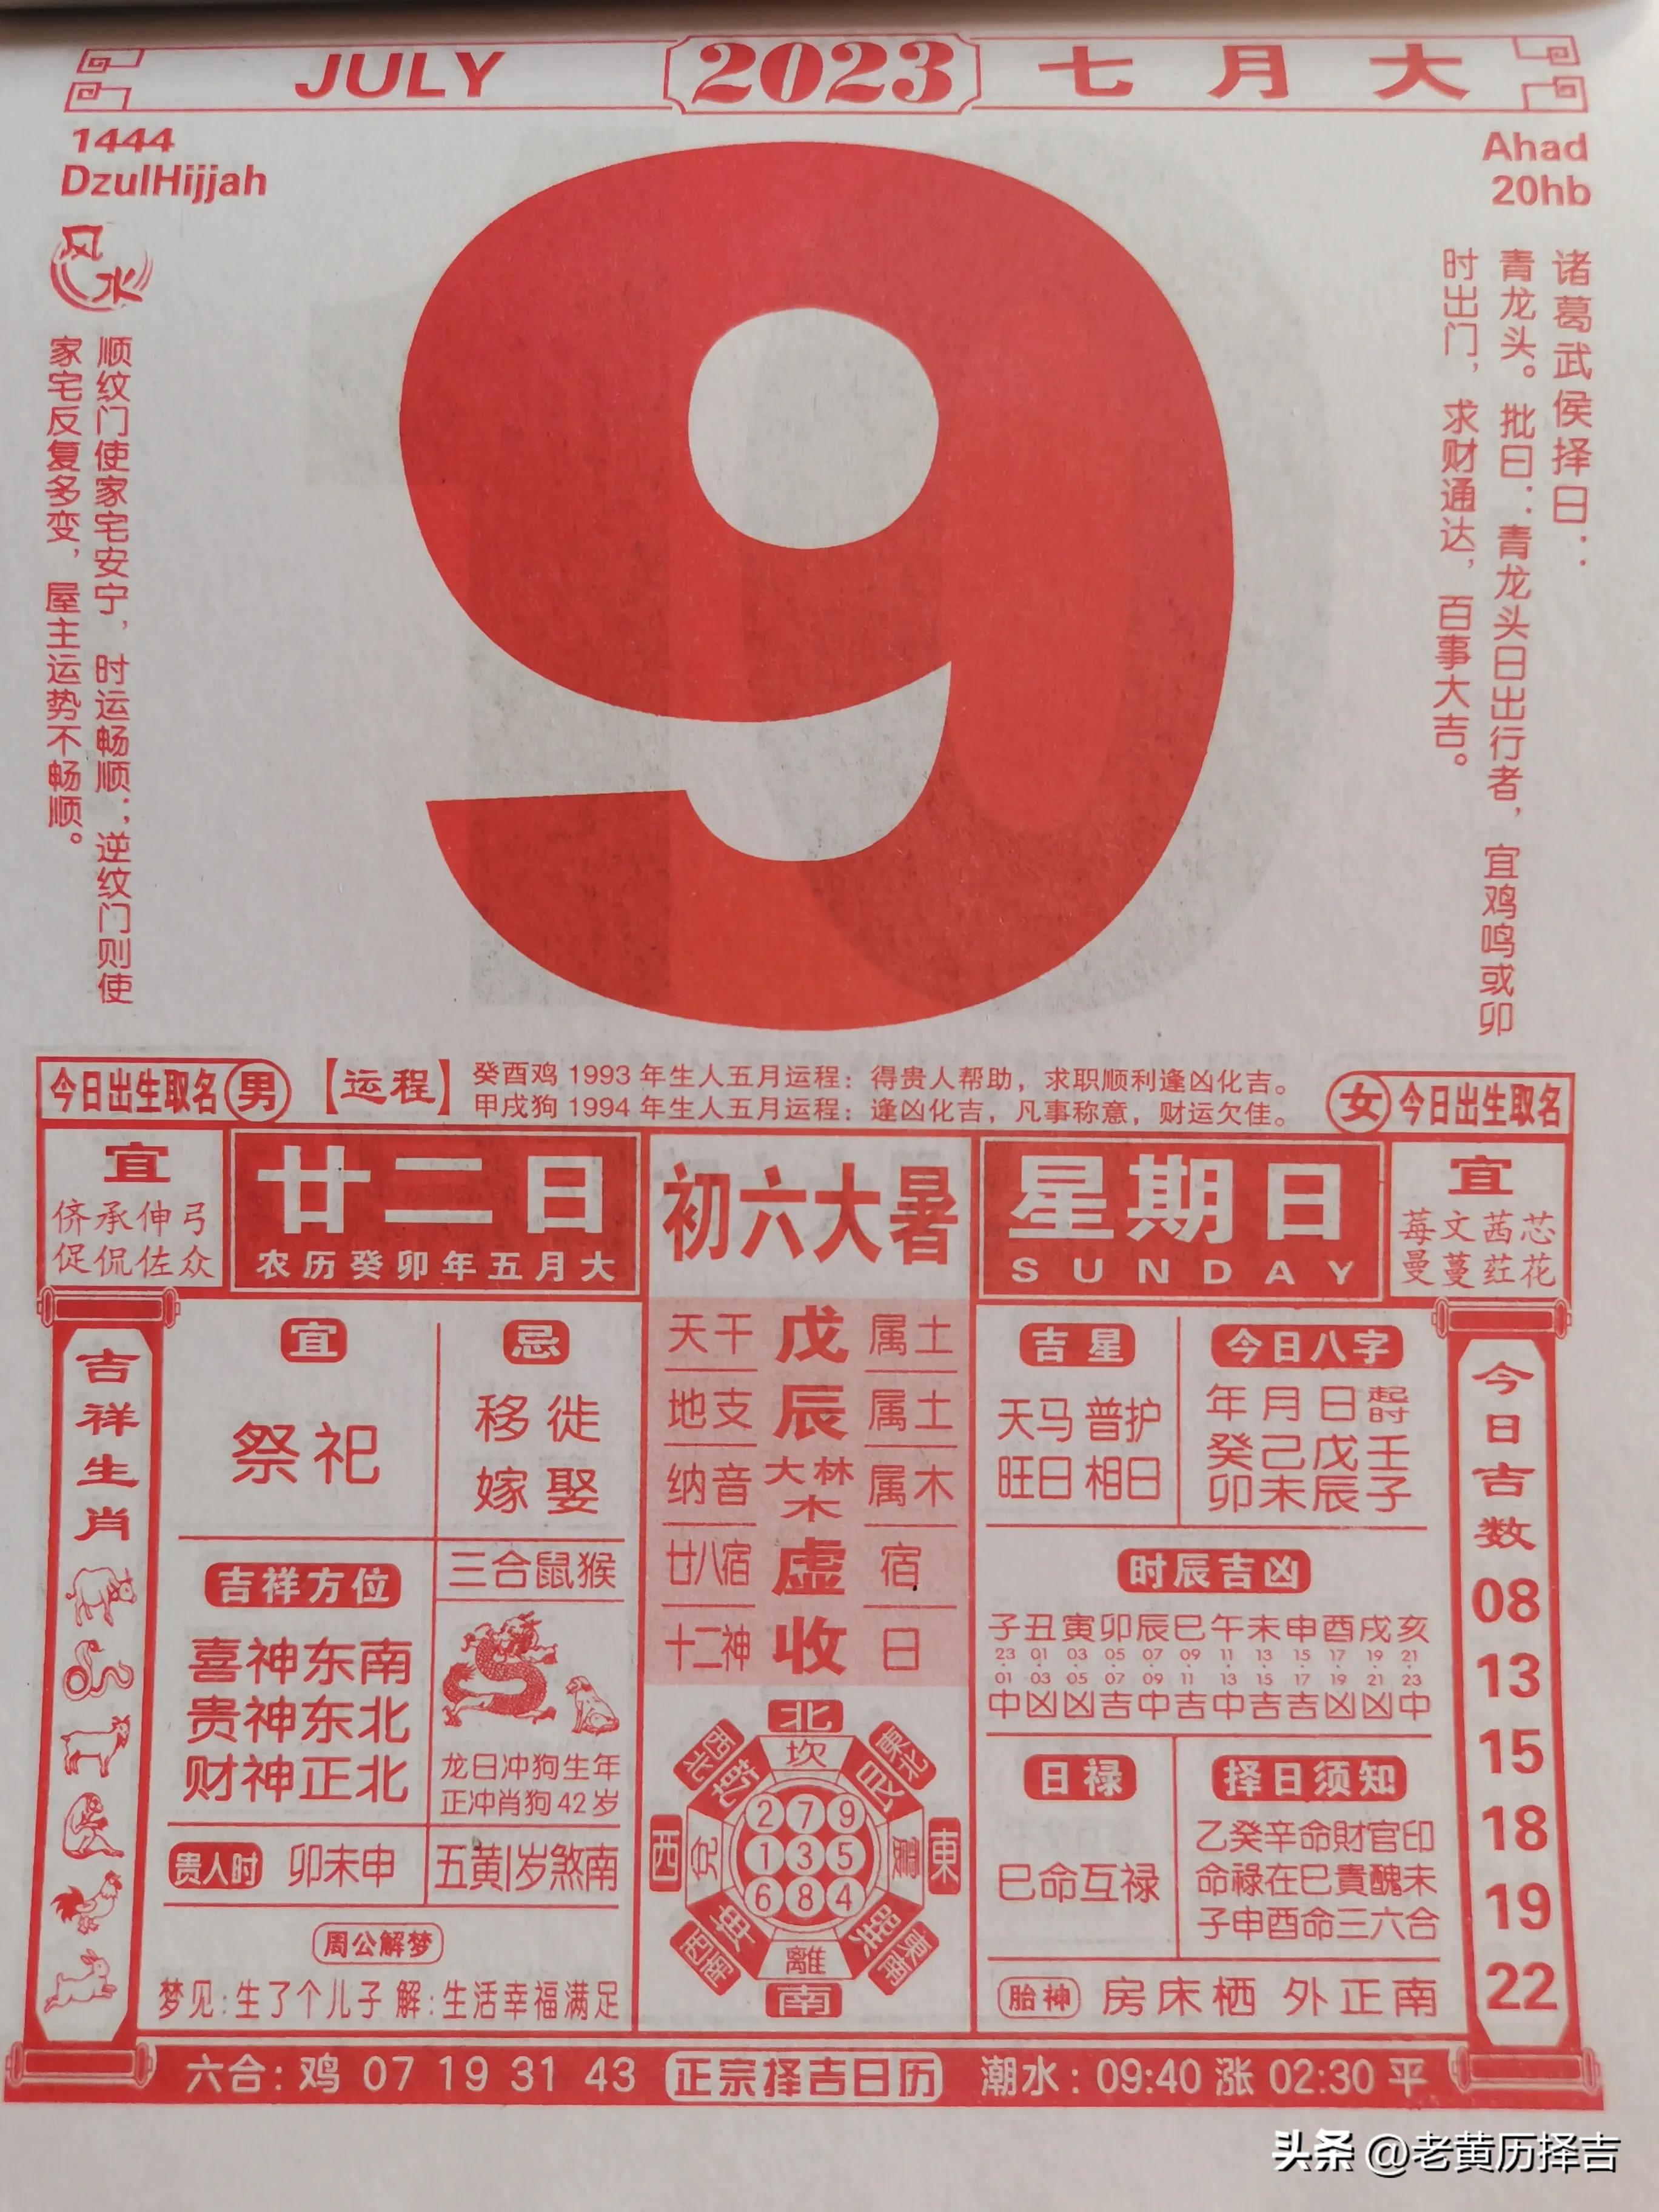 JULY 2023 七月大
1444
DzulHijjah
Ahad
20hb
风水
顺纹门使家宅安宁，时运畅顺；逆纹门则使
家宅反复多变，屋主运势不畅顺。
9
诸葛武侯择日：
青龙头。批曰：青龙头日出行者，宜鸡鸣或卯
时出门，求财通达，百事大吉。
今日出生取名 男
【运程】
癸酉鸡 1993 年生人五月运程：得贵人帮助，求职顺利逢凶化吉。
甲戌狗 1994 年生人五月运程：逢凶化吉，凡事称意，财运欠佳。
女 今日出生取名
宜
侪承伸弓
促侃佐众
廿二日
农历癸卯年五月大
初六大暑
星期日
SUNDAY
宜
莓文茜芯
曼蔓荭花
吉祥生肖
宜
祭祀
忌
移徙
嫁娶
吉祥方位
喜神东南
贵神东北
财神正北
三合鼠猴
龙日冲狗生年
正冲肖狗42岁
贵人时 卯未申
五黄|岁煞南
周公解梦
梦见：生了个儿子 解：生活幸福满足
天干 戊 属土
地支 辰 属土
纳音 大林木 属木
廿八宿 虚 宿
十二神 收 日
北
坎
西北
乾
東北
艮
西
兑
2 7 9
1 3 5
6 8 4
震
東
坤
西南
巽
東南
離
南
吉星
天马 普护
旺日 相日
今日八字
年月日起时
癸己戊壬
卯未辰子
时辰吉凶
子丑寅卯辰巳午未申酉戌亥
23 01 03 05 07 09 11 13 15 17 19 21
01 03 05 07 09 11 13 15 17 19 21 23
中凶凶吉中吉中吉吉凶凶中
日禄
巳命互禄
择日须知
乙癸辛命財官印
命祿在巳貴醜未
子申酉命三六合
胎神 房床栖 外正南
今日吉数
08
13
15
18
19
22
六合：鸡 07 19 31 43 正宗择吉日历 潮水：09:40 涨 02:30 平
头条 @老黄历择吉